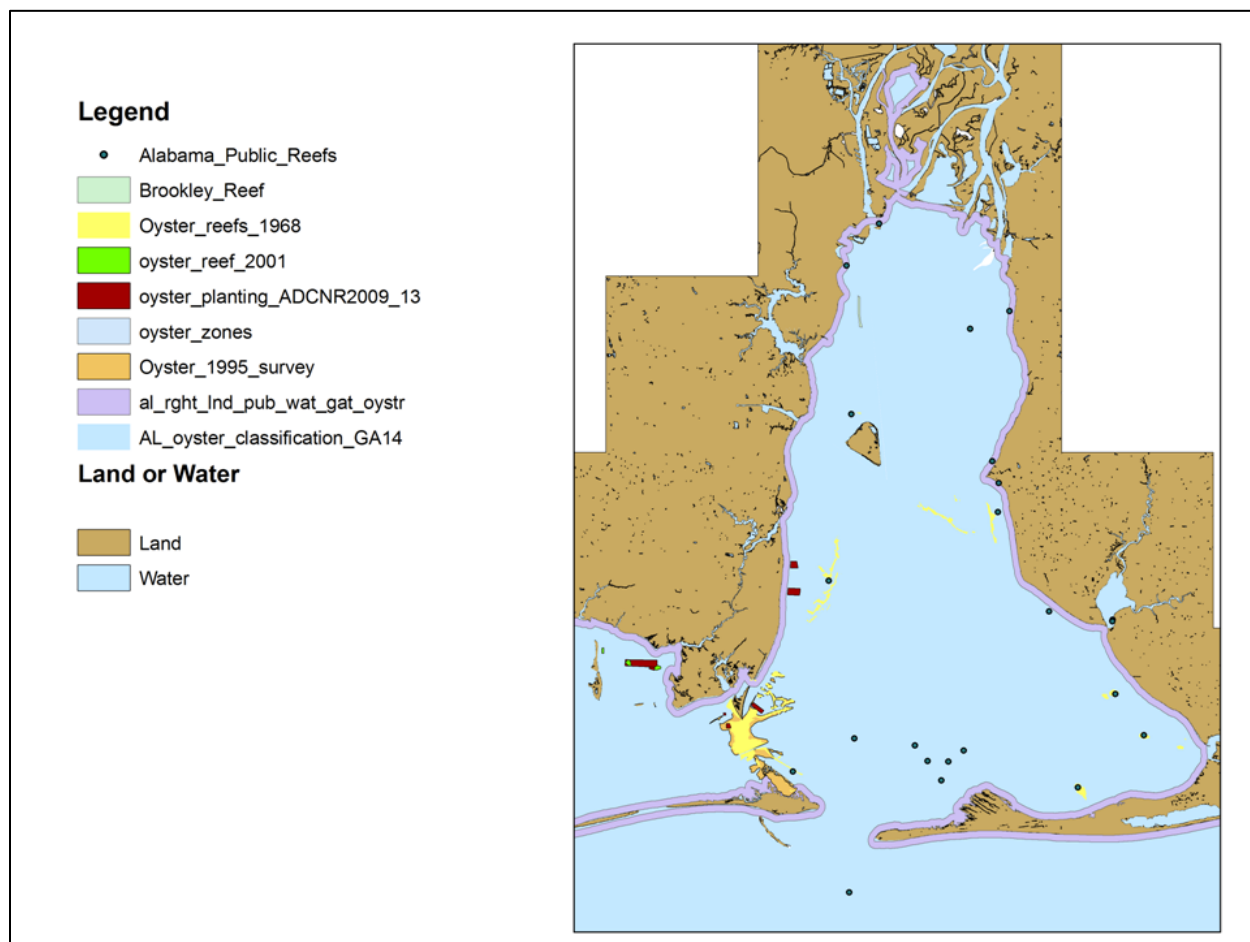 Legend
Alabama_Public_Reefs
Brookley_Reef
Oyster_reefs_1968
oyster_reef_2001
oyster_planting_ADCNR2009_13
oyster_zones
Oyster_1995_survey
al_rght_lnd_pub_wat_gat_oystr
AL_oyster_classification_GA14
Land or Water
Land
Water